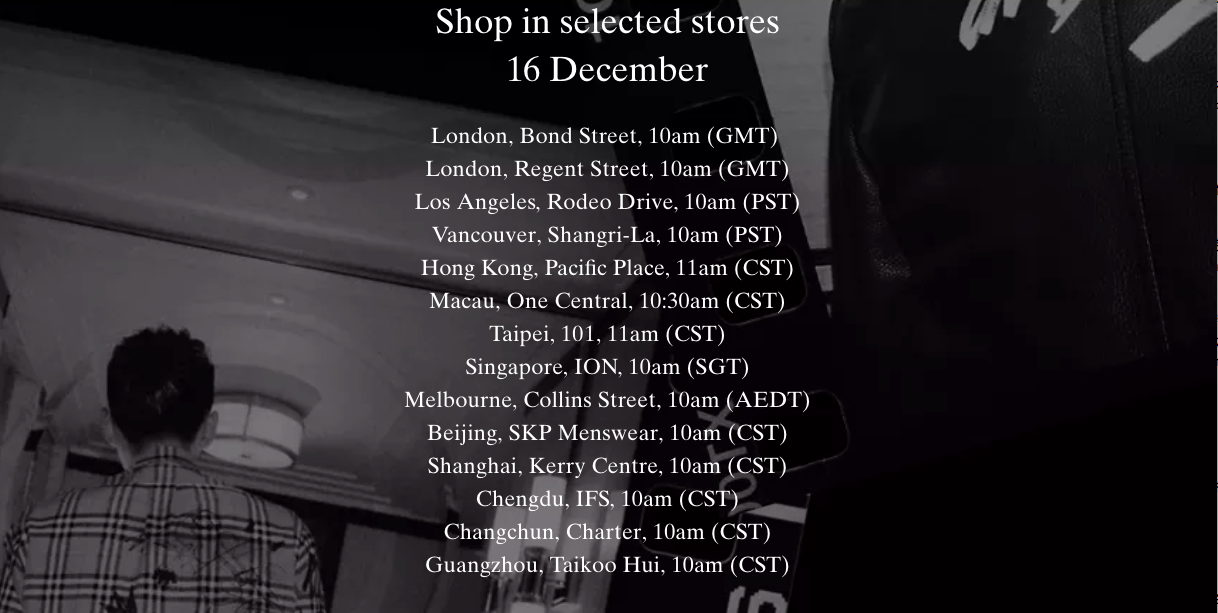 Shop in selected stores
16 December
London, Bond Street, 10am (GMT)
London, Regent Street, 10am (GMT)
Los Angeles, Rodeo Drive, 10am (PST)
Vancouver, Shangri-La, 10am (PST)
Hong Kong, Pacific Place, 11am (CST)
Macau, One Central, 10:30am (CST)
Taipei, 101, 11am (CST)
Singapore, ION, 10am (SGT)
Melbourne, Collins Street, 10am (AEDT)
Beijing, SKP Menswear, 10am (CST)
Shanghai, Kerry Centre, 10am (CST)
Chengdu, IFS, 10am (CST)
Changchun, Charter, 10am (CST)
Guangzhou, Taikoo Hui, 10am (CST)